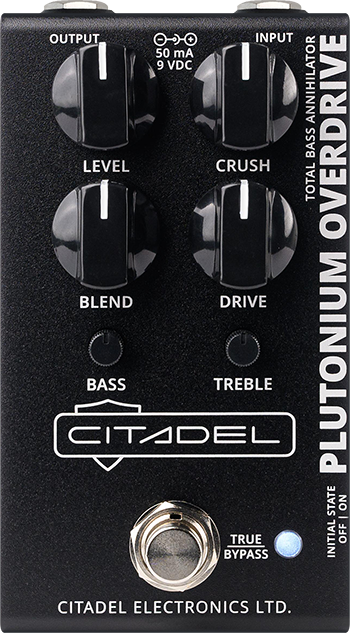 OUTPUT
50 mA
9 VDC
INPUT
LEVEL
CRUSH
BLEND
DRIVE
BASS
TREBLE
CITADEL
TRUE
BYPASS
CITADEL ELECTRONICS LTD.
TOTAL BASS ANNIHILATOR
PLUTONIUM OVERDRIVE
INITIAL STATE
OFF | ON